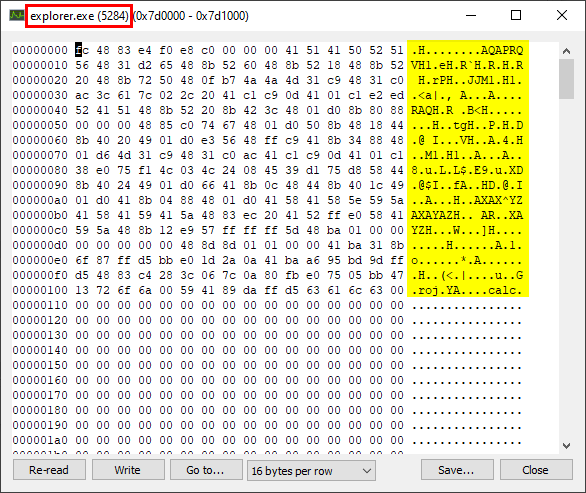 explorer.exe (5284) (0x7d0000 - 0x7d1000)
00000000 fc 48 83 e4 f0 e8 c0 00 00 00 41 51 41 50 52 51 .H........AQAPRQ
00000010 56 48 31 d2 65 48 8b 52 60 48 8b 52 18 48 8b 52 VH1.eH.R`H.R.H.R
00000020 20 48 8b 72 50 48 0f b7 4a 4a 4d 31 c9 48 31 c0  H.rPH..JJM1.H1.
00000030 ac 3c 61 7c 02 2c 20 41 c1 c9 0d 41 01 c1 e2 ed .<a|., A...A....
00000040 52 41 51 48 8b 52 20 8b 42 3c 48 01 d0 8b 80 88 RAQH.R .B<H.....
00000050 00 00 00 48 85 c0 74 67 48 01 d0 50 8b 48 18 44 ...H..tgH..P.H.D
00000060 8b 40 20 49 01 d0 e3 56 48 ff c9 41 8b 34 88 48 .@ I...VH..A.4.H
00000070 01 d6 4d 31 c9 48 31 c0 ac 41 c1 c9 0d 41 01 c1 ..M1.H1..A...A..
00000080 38 e0 75 f1 4c 03 4c 24 08 45 39 d1 75 d8 58 44 8.u.L.L$.E9.u.XD
00000090 8b 40 24 49 01 d0 66 41 8b 0c 48 44 8b 40 1c 49 .@$I..fA..HD.@.I
000000a0 01 d0 41 8b 04 88 48 01 d0 41 58 41 58 5e 59 5a ..A...H..AXAX^YZ
000000b0 41 58 41 59 41 5a 48 83 ec 20 41 52 ff e0 58 41 AXAYAZH.. AR..XA
000000c0 59 5a 48 8b 12 e9 57 ff ff ff 5d 48 ba 01 00 00 YZH...W...]H....
000000d0 00 00 00 00 00 48 8d 8d 01 01 00 00 41 ba 31 8b .....H......A.1.
000000e0 6f 87 ff d5 bb e0 1d 2a 0a 41 ba a6 95 bd 9d ff o......*.A......
000000f0 d5 48 83 c4 28 3c 06 7c 0a 80 fb e0 75 05 bb 47 .H..(<.|....u..G
00000100 13 72 6f 6a 00 59 41 89 da ff d5 63 61 6c 63 00 .roj.YA....calc.
00000110 00 00 00 00 00 00 00 00 00 00 00 00 00 00 00 00 ................
00000120 00 00 00 00 00 00 00 00 00 00 00 00 00 00 00 00 ................
00000130 00 00 00 00 00 00 00 00 00 00 00 00 00 00 00 00 ................
00000140 00 00 00 00 00 00 00 00 00 00 00 00 00 00 00 00 ................
00000150 00 00 00 00 00 00 00 00 00 00 00 00 00 00 00 00 ................
00000160 00 00 00 00 00 00 00 00 00 00 00 00 00 00 00 00 ................
00000170 00 00 00 00 00 00 00 00 00 00 00 00 00 00 00 00 ................
00000180 00 00 00 00 00 00 00 00 00 00 00 00 00 00 00 00 ................
00000190 00 00 00 00 00 00 00 00 00 00 00 00 00 00 00 00 ................
000001a0 00 00 00 00 00 00 00 00 00 00 00 00 00 00 00 00 ................
Re-read Write Go to... 16 bytes per row Save... Close